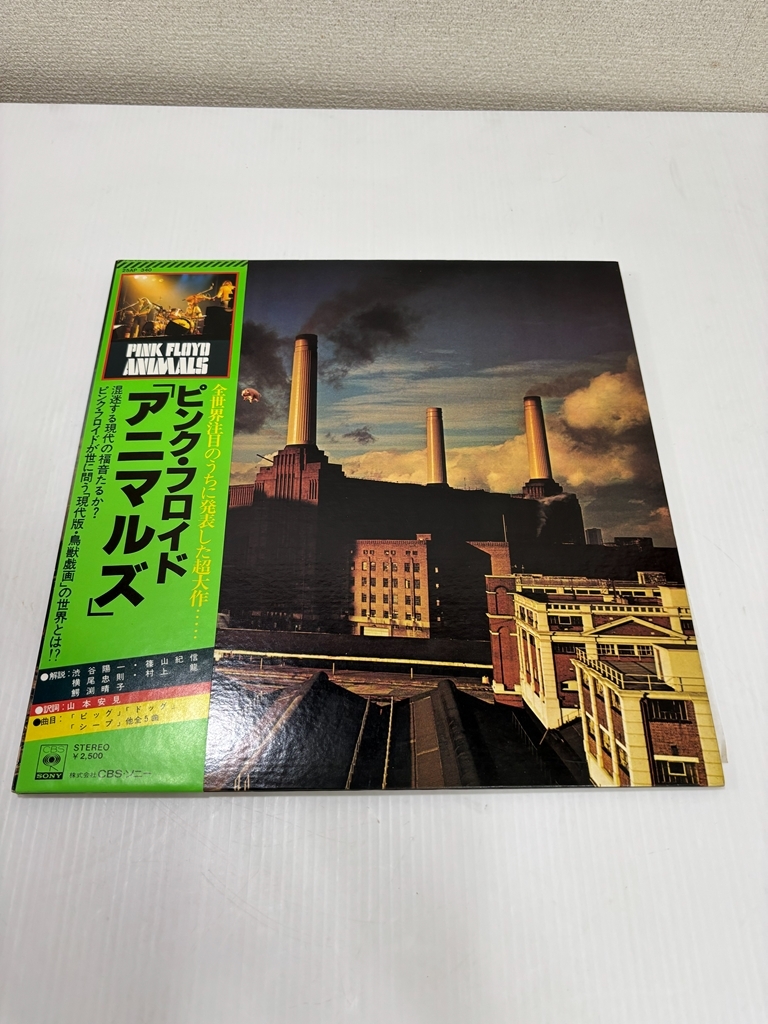 25AP 340
PINK FLOYD
ANIMALS
全世界注目のうちに発表した超大作……
ピンク・フロイド
「アニマルズ」
混迷する現代の福音たるか?
ピンク・フロイドが世に問う「現代版・鳥獣戯画」の世界とは!?
●解説:渋谷陽一・篠山紀信
横尾忠則・村上龍
鰐淵晴子
●訳詞:山本安見
●曲目:「ピッグ」「ドッグ」
「シープ」他全5曲
CBS
SONY
STEREO
¥2,500
株式会社CBS・ソニー